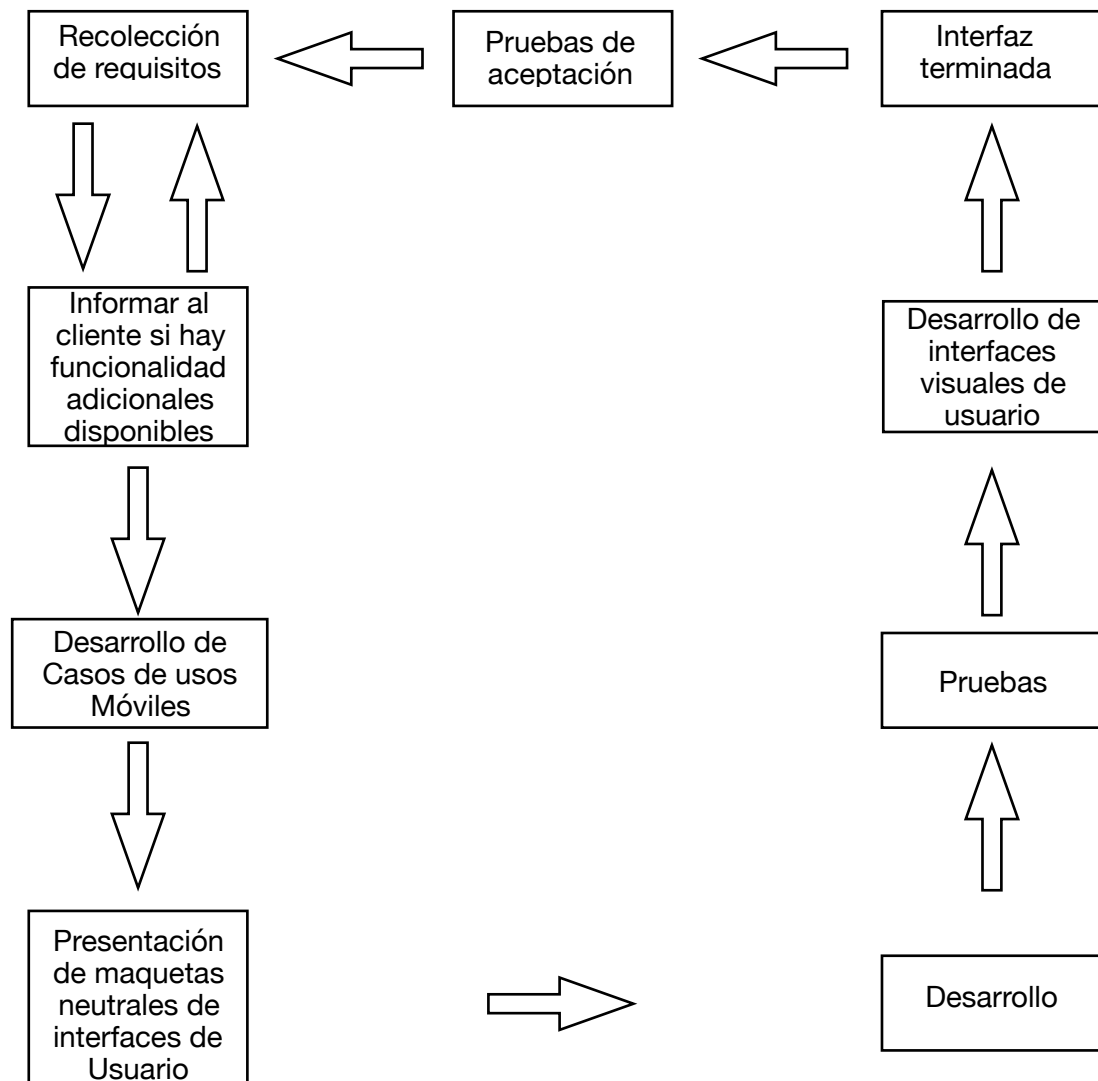 Recolección
de requisitos
Pruebas de
aceptación
Interfaz
terminada
Informar al
cliente si hay
funcionalidad
adicionales
disponibles
Desarrollo de
interfaces
visuales de
usuario
Desarrollo de
Casos de usos
Móviles
Pruebas
Presentación
de maquetas
neutrales de
interfaces de
Usuario
Desarrollo